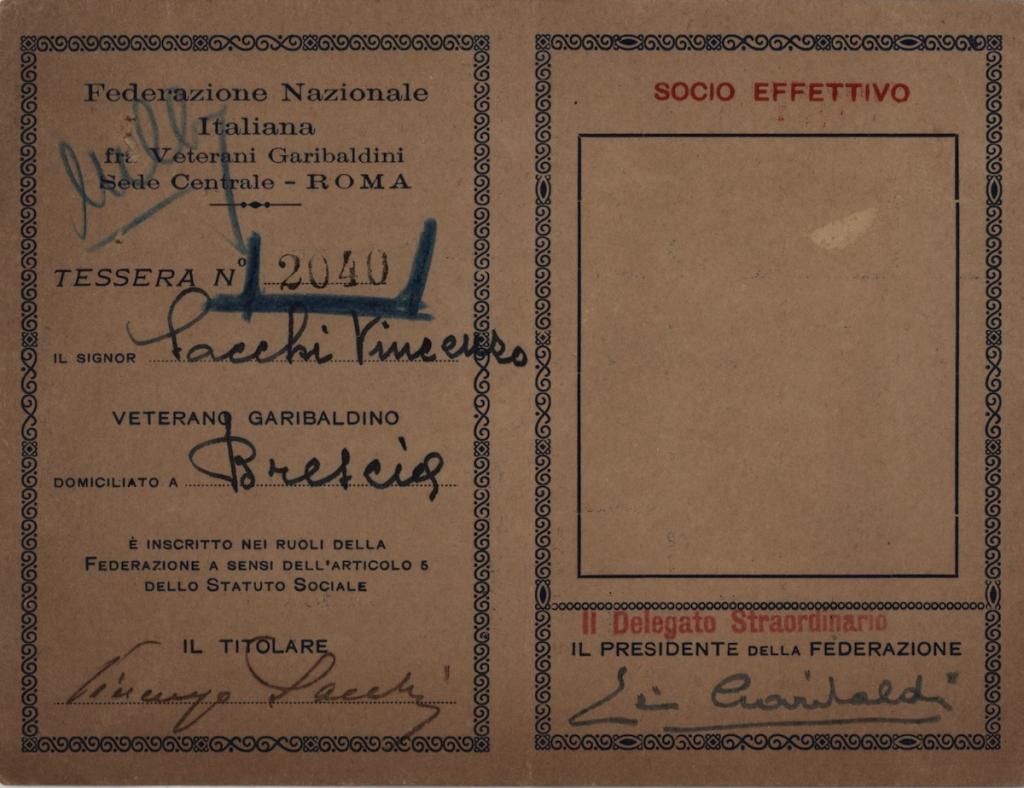 Federazione Nazionale
Italiana
fra Veterani Garibaldini
Sede Centrale - ROMA
TESSERA N° 2040
IL SIGNOR Sacchi Vincenzo
VETERANO GARIBALDINO
DOMICILIATO A Brescia
È INSCRITTO NEI RUOLI DELLA
FEDERAZIONE A SENSI DELL'ARTICOLO 5
DELLO STATUTO SOCIALE
IL TITOLARE
Vincenzo Sacchi
SOCIO EFFETTIVO
Il Delegato Straordinario
IL PRESIDENTE DELLA FEDERAZIONE
Garibaldi